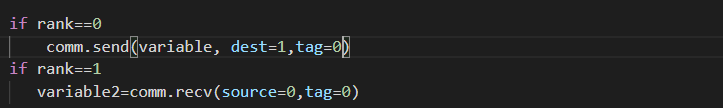 if rank==0
    comm.send(variable, dest=1,tag=0)
if rank==1
   variable2=comm.recv(source=0,tag=0)